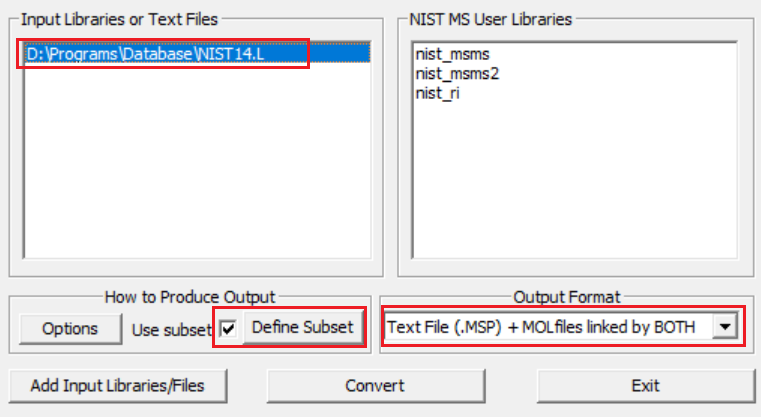 Input Libraries or Text Files
D:\Programs\Database\NIST14.L
NIST MS User Libraries
nist_msms
nist_msms2
nist_ri
How to Produce Output
Options
Use subset
Define Subset
Output Format
Text File (.MSP) + MOLfiles linked by BOTH
Add Input Libraries/Files
Convert
Exit